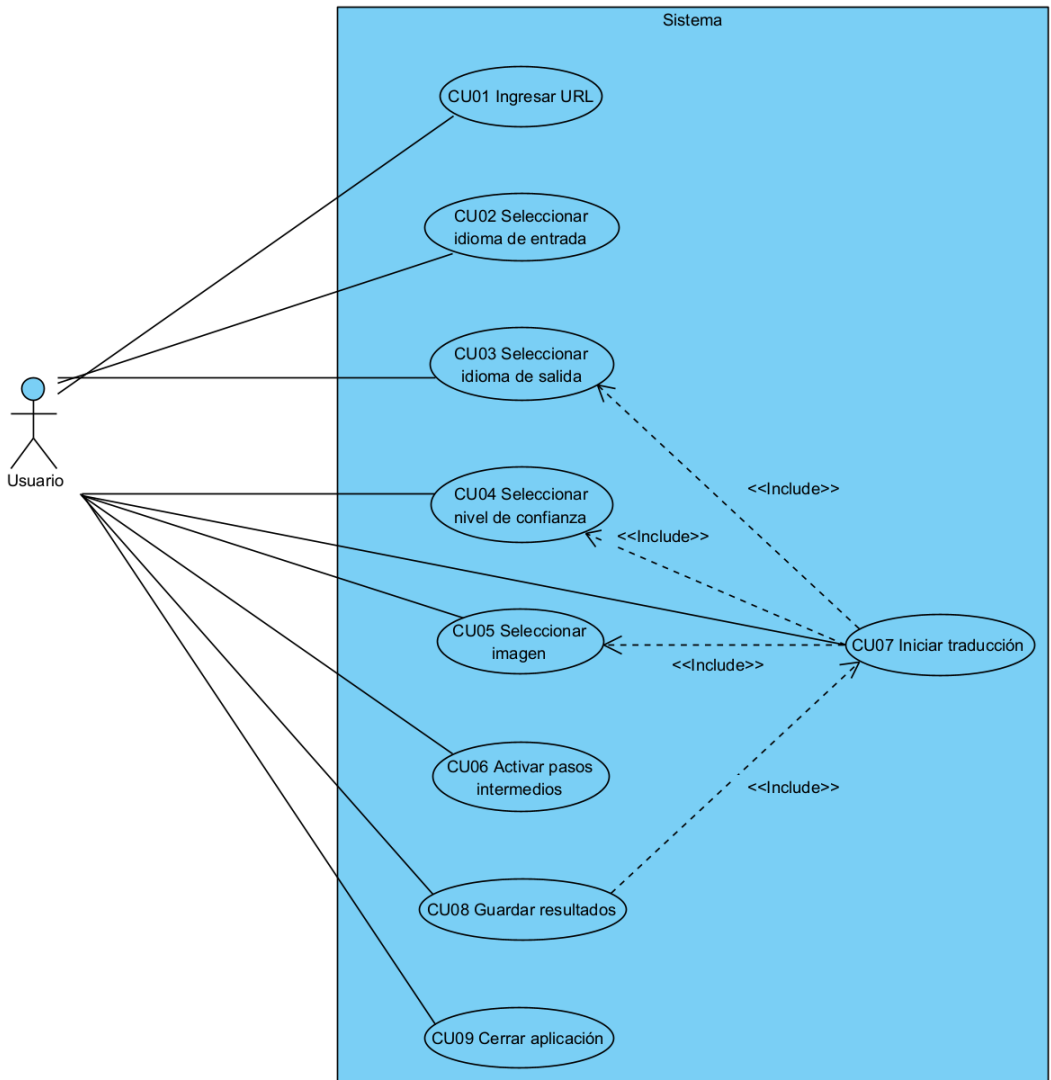 Sistema
CU01 Ingresar URL
CU02 Seleccionar
idioma de entrada
CU03 Seleccionar
idioma de salida
Usuario
CU04 Seleccionar
nivel de confianza
<<Include>>
<<Include>>
CU05 Seleccionar
imagen
<<Include>>
CU07 Iniciar traducción
CU06 Activar pasos
intermedios
<<Include>>
CU08 Guardar resultados
CU09 Cerrar aplicación